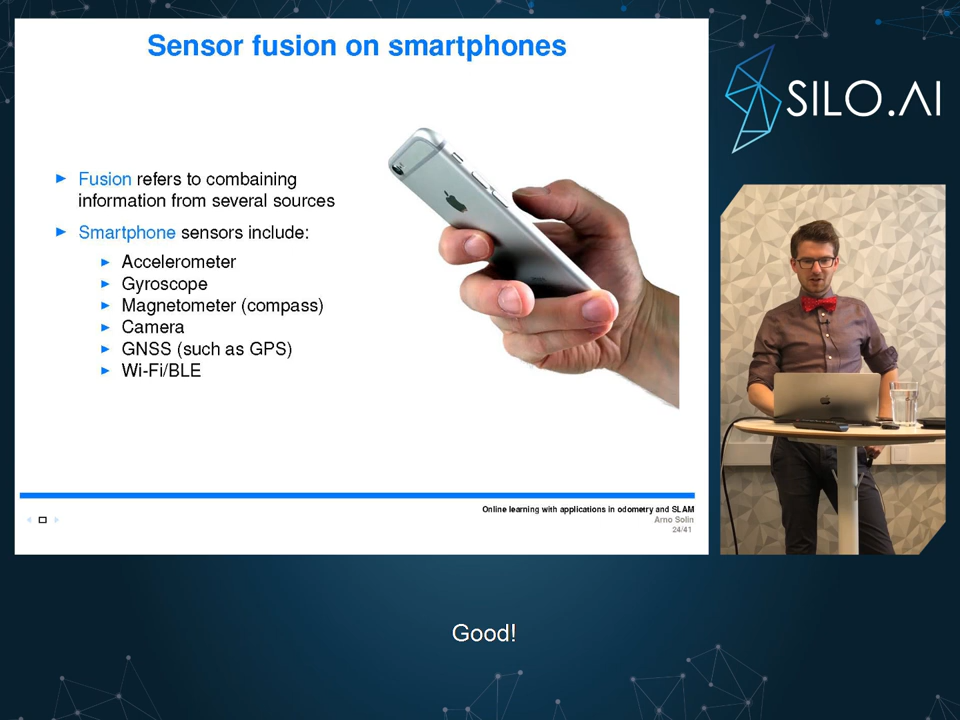 Sensor fusion on smartphones
Fusion refers to combaining
information from several sources
Smartphone sensors include:
Accelerometer
Gyroscope
Magnetometer (compass)
Camera
GNSS (such as GPS)
Wi-Fi/BLE
Online learning with applications in odometry and SLAM
Arno Solin
24/41
SILO.AI
Good!